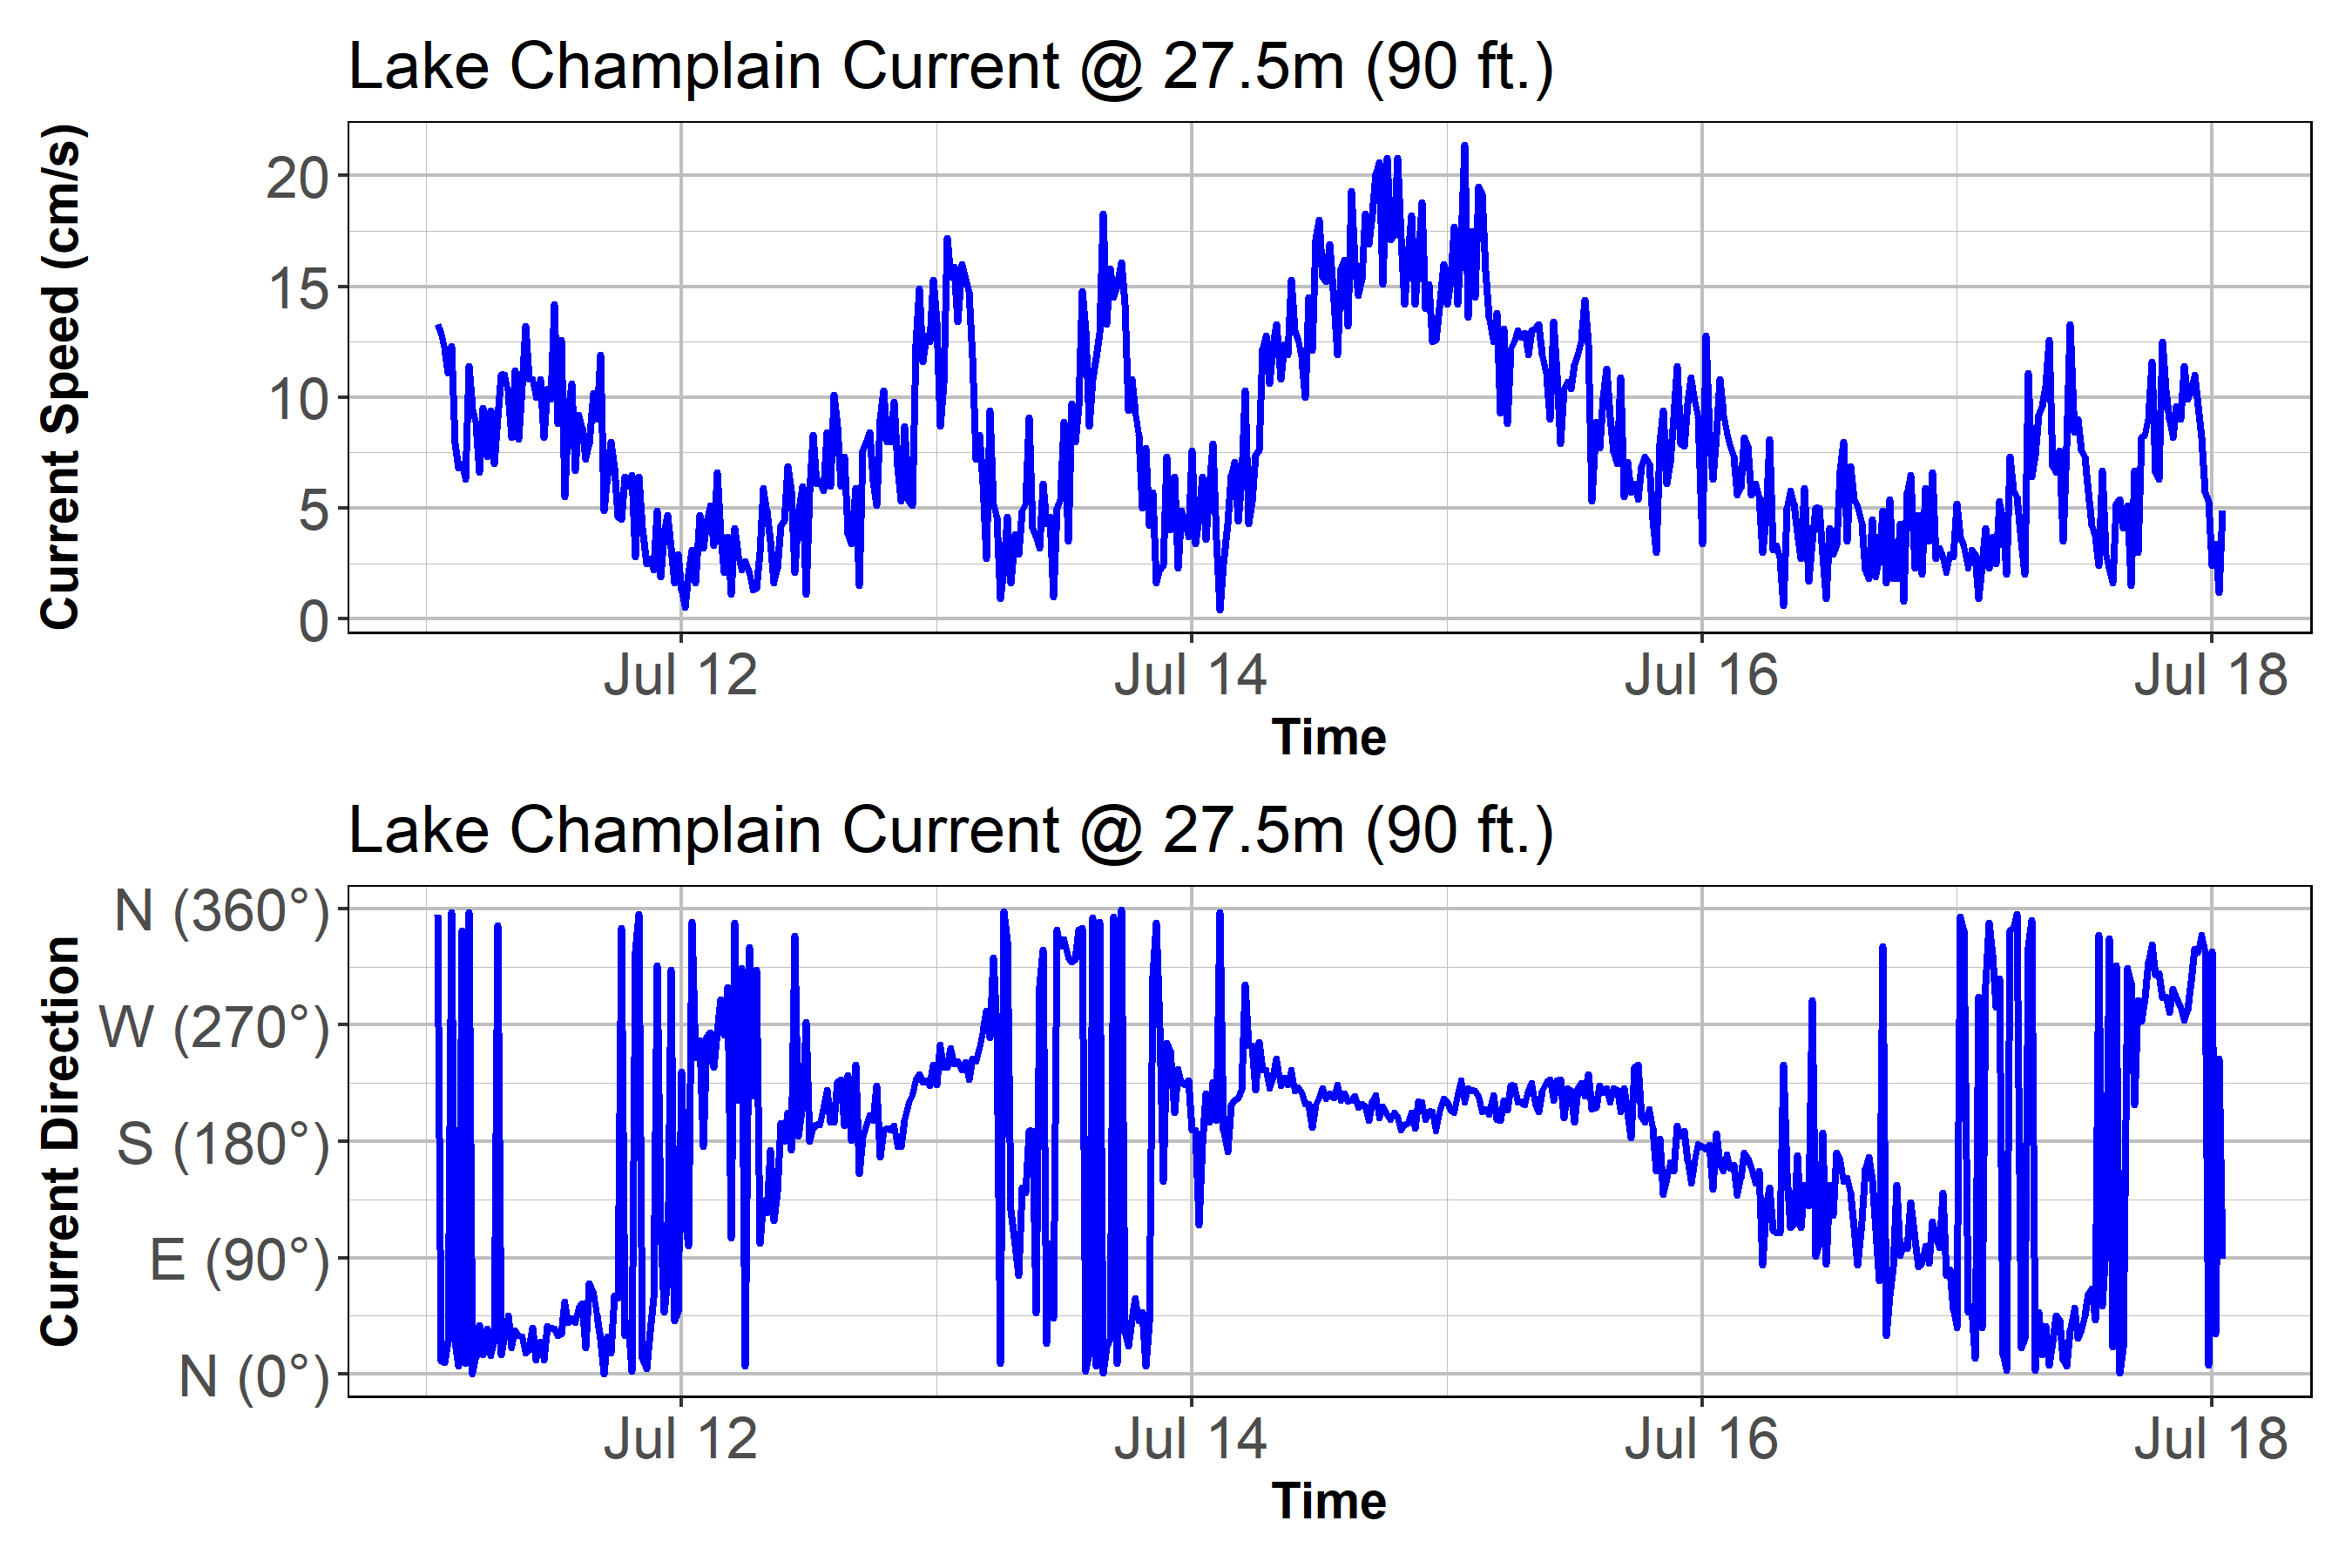 Lake Champlain Current @ 27.5m (90 ft.)
Current Speed (cm/s)
20
15
10
5
0
Jul 12 Jul 14 Jul 16 Jul 18
Time
Lake Champlain Current @ 27.5m (90 ft.)
Current Direction
N (360°)
W (270°)
S (180°)
E (90°)
N (0°)
Jul 12 Jul 14 Jul 16 Jul 18
Time